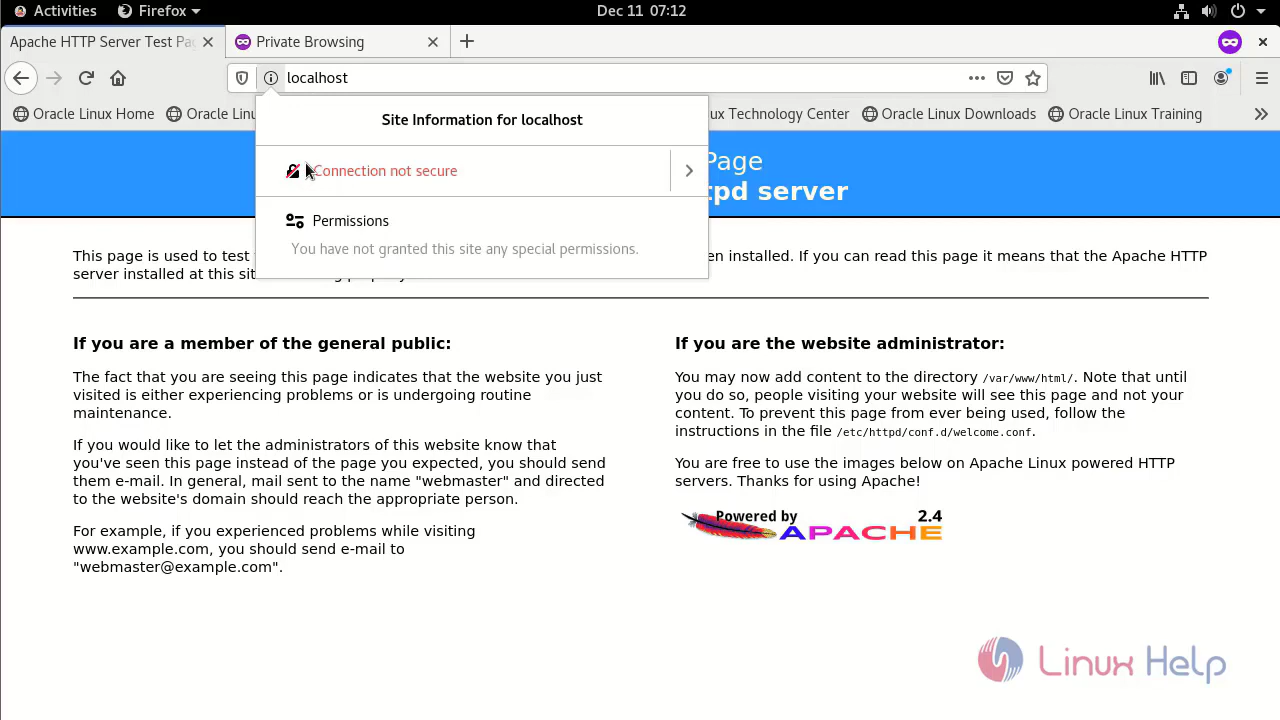 Activities Firefox Dec 11 07:12
Apache HTTP Server Test Pa Private Browsing
localhost
Oracle Linux Home Oracle Lin ux Technology Center Oracle Linux Downloads Oracle Linux Training
Site Information for localhost
Connection not secure
Permissions
You have not granted this site any special permissions.
Page
tpd server
This page is used to test en installed. If you can read this page it means that the Apache HTTP
server installed at this sit
If you are a member of the general public:
The fact that you are seeing this page indicates that the website you just
visited is either experiencing problems or is undergoing routine
maintenance.
If you would like to let the administrators of this website know that
you've seen this page instead of the page you expected, you should send
them e-mail. In general, mail sent to the name "webmaster" and directed
to the website's domain should reach the appropriate person.
For example, if you experienced problems while visiting
www.example.com, you should send e-mail to
"webmaster@example.com".
If you are the website administrator:
You may now add content to the directory /var/www/html/. Note that until
you do so, people visiting your website will see this page and not your
content. To prevent this page from ever being used, follow the
instructions in the file /etc/httpd/conf.d/welcome.conf.
You are free to use the images below on Apache Linux powered HTTP
servers. Thanks for using Apache!
Powered by 2.4
APACHE
Linux Help